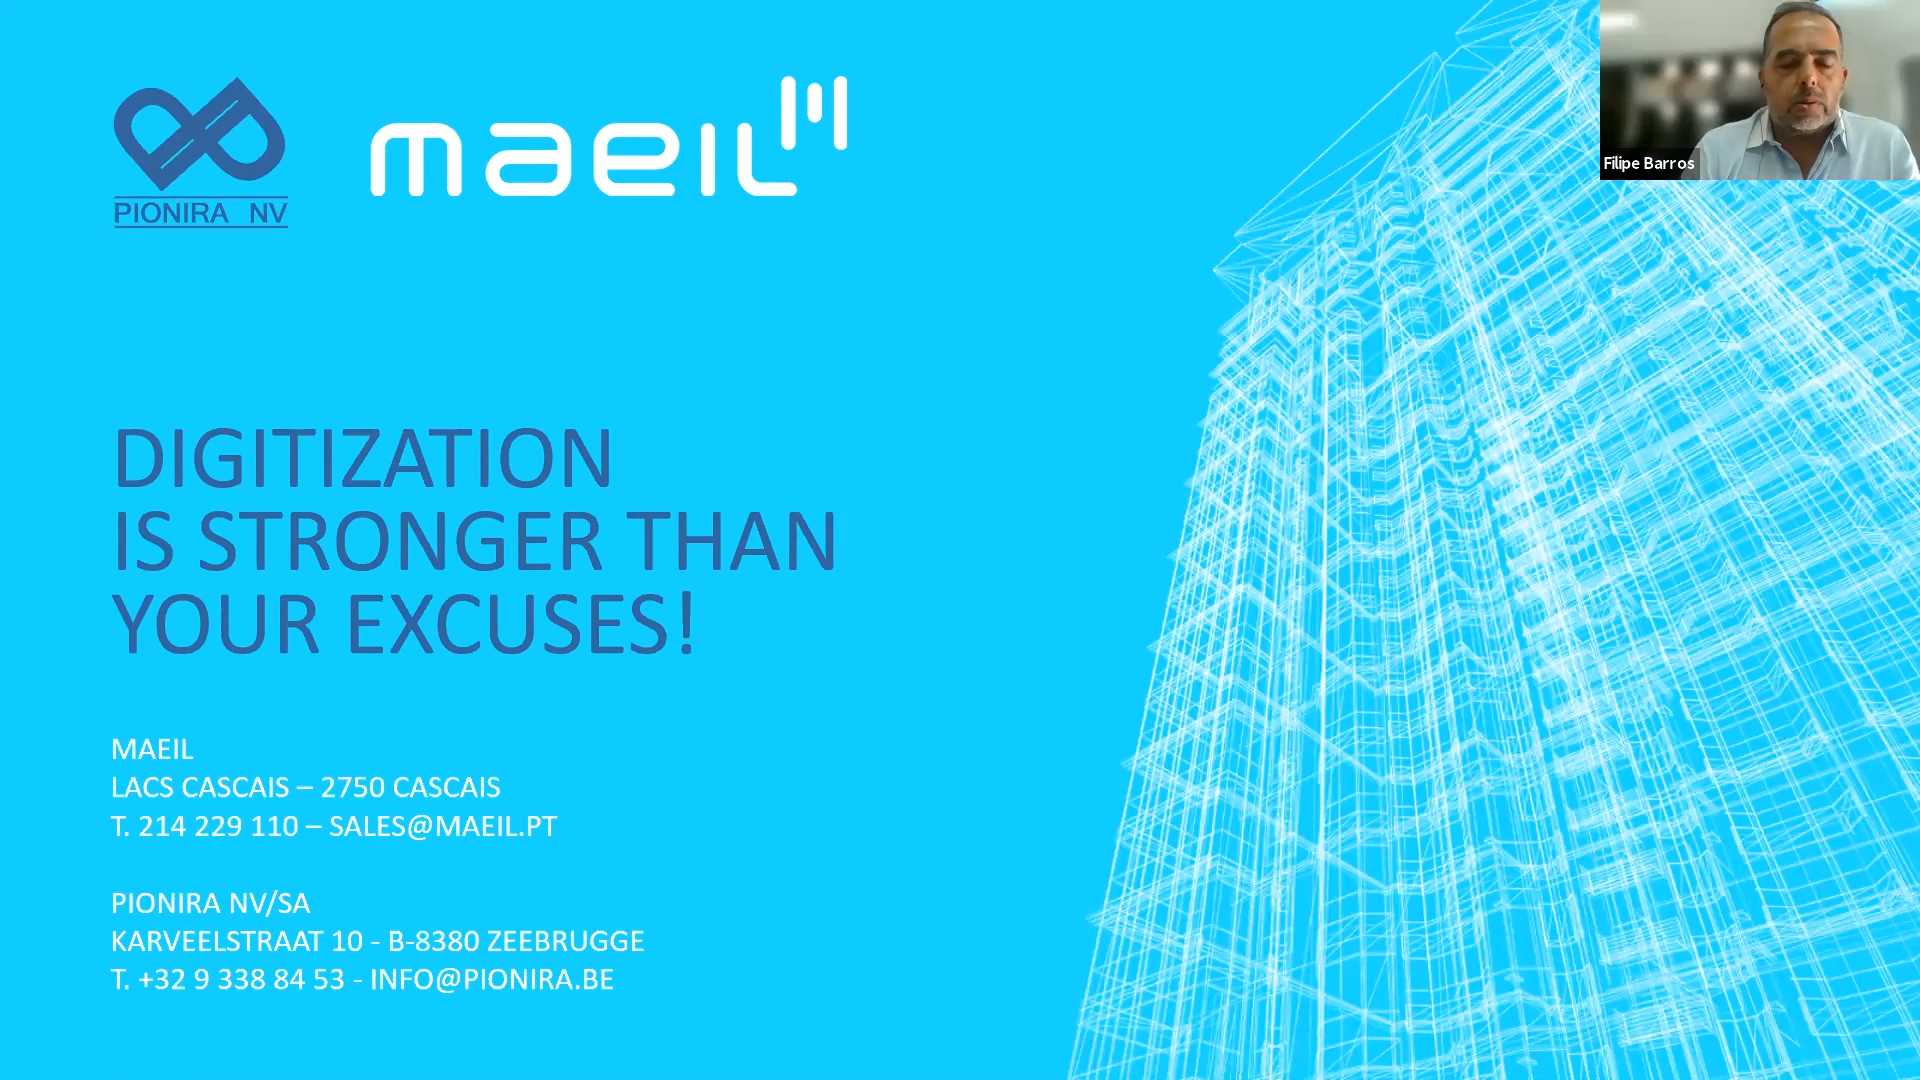 PIONIRA NV
maeil
Filipe Barros
DIGITIZATION
IS STRONGER THAN
YOUR EXCUSES!
MAEIL
LACS CASCAIS – 2750 CASCAIS
T. 214 229 110 – SALES@MAEIL.PT
PIONIRA NV/SA
KARVEELSTRAAT 10 - B-8380 ZEEBRUGGE
T. +32 9 338 84 53 - INFO@PIONIRA.BE